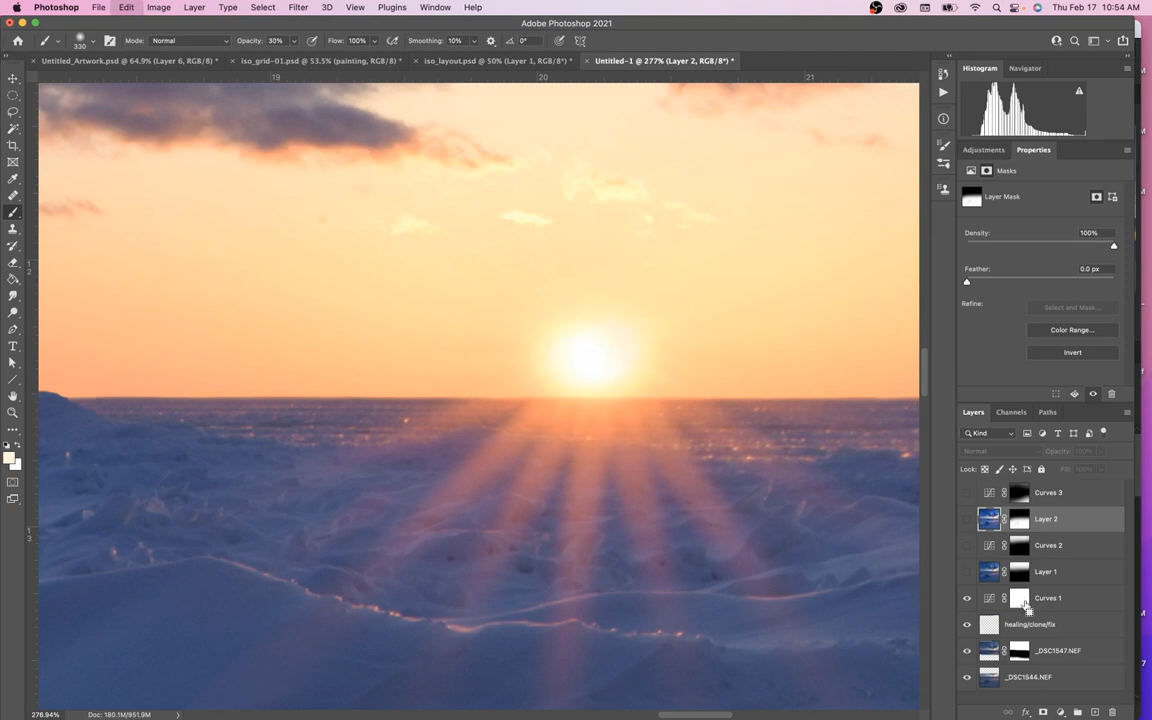 Photoshop File Edit Image Layer Type Select Filter 3D View Plugins Window Help Thu Feb 17 10:54 AM
Adobe Photoshop 2021
330 Mode: Normal Opacity: 30% Flow: 100% Smoothing: 10% 0°
Untitled_Artwork.psd @ 64.9% (Layer 6, RGB/8) * iso_grid-01.psd @ 53.5% (painting, RGB/8) * iso_layout.psd @ 50% (Layer 1, RGB/8*) * Untitled-1 @ 277% (Layer 2, RGB/8*) *
19 20 21
Histogram Navigator
Adjustments Properties
Masks
Layer Mask
Density: 100%
Feather: 0.0 px
Refine: Select and Mask...
Color Range...
Invert
Layers Channels Paths
Kind
Normal Opacity: 100%
Lock: Fill: 100%
Curves 3
Layer 2
Curves 2
Layer 1
Curves 1
healing/clone/fix
_DSC1547.NEF
_DSC1544.NEF
276.94% Doc: 180.1M/951.9M